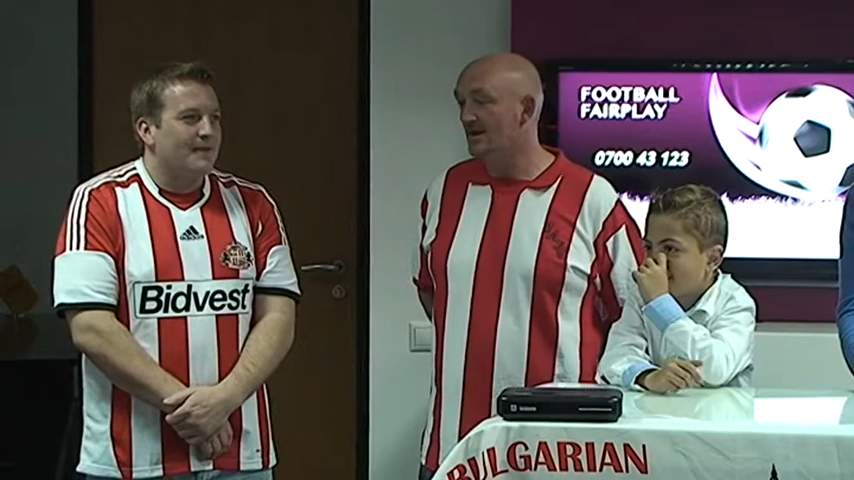 FOOTBALL
FAIRPLAY
0700 43 123
Bidvest
BULGARIAN